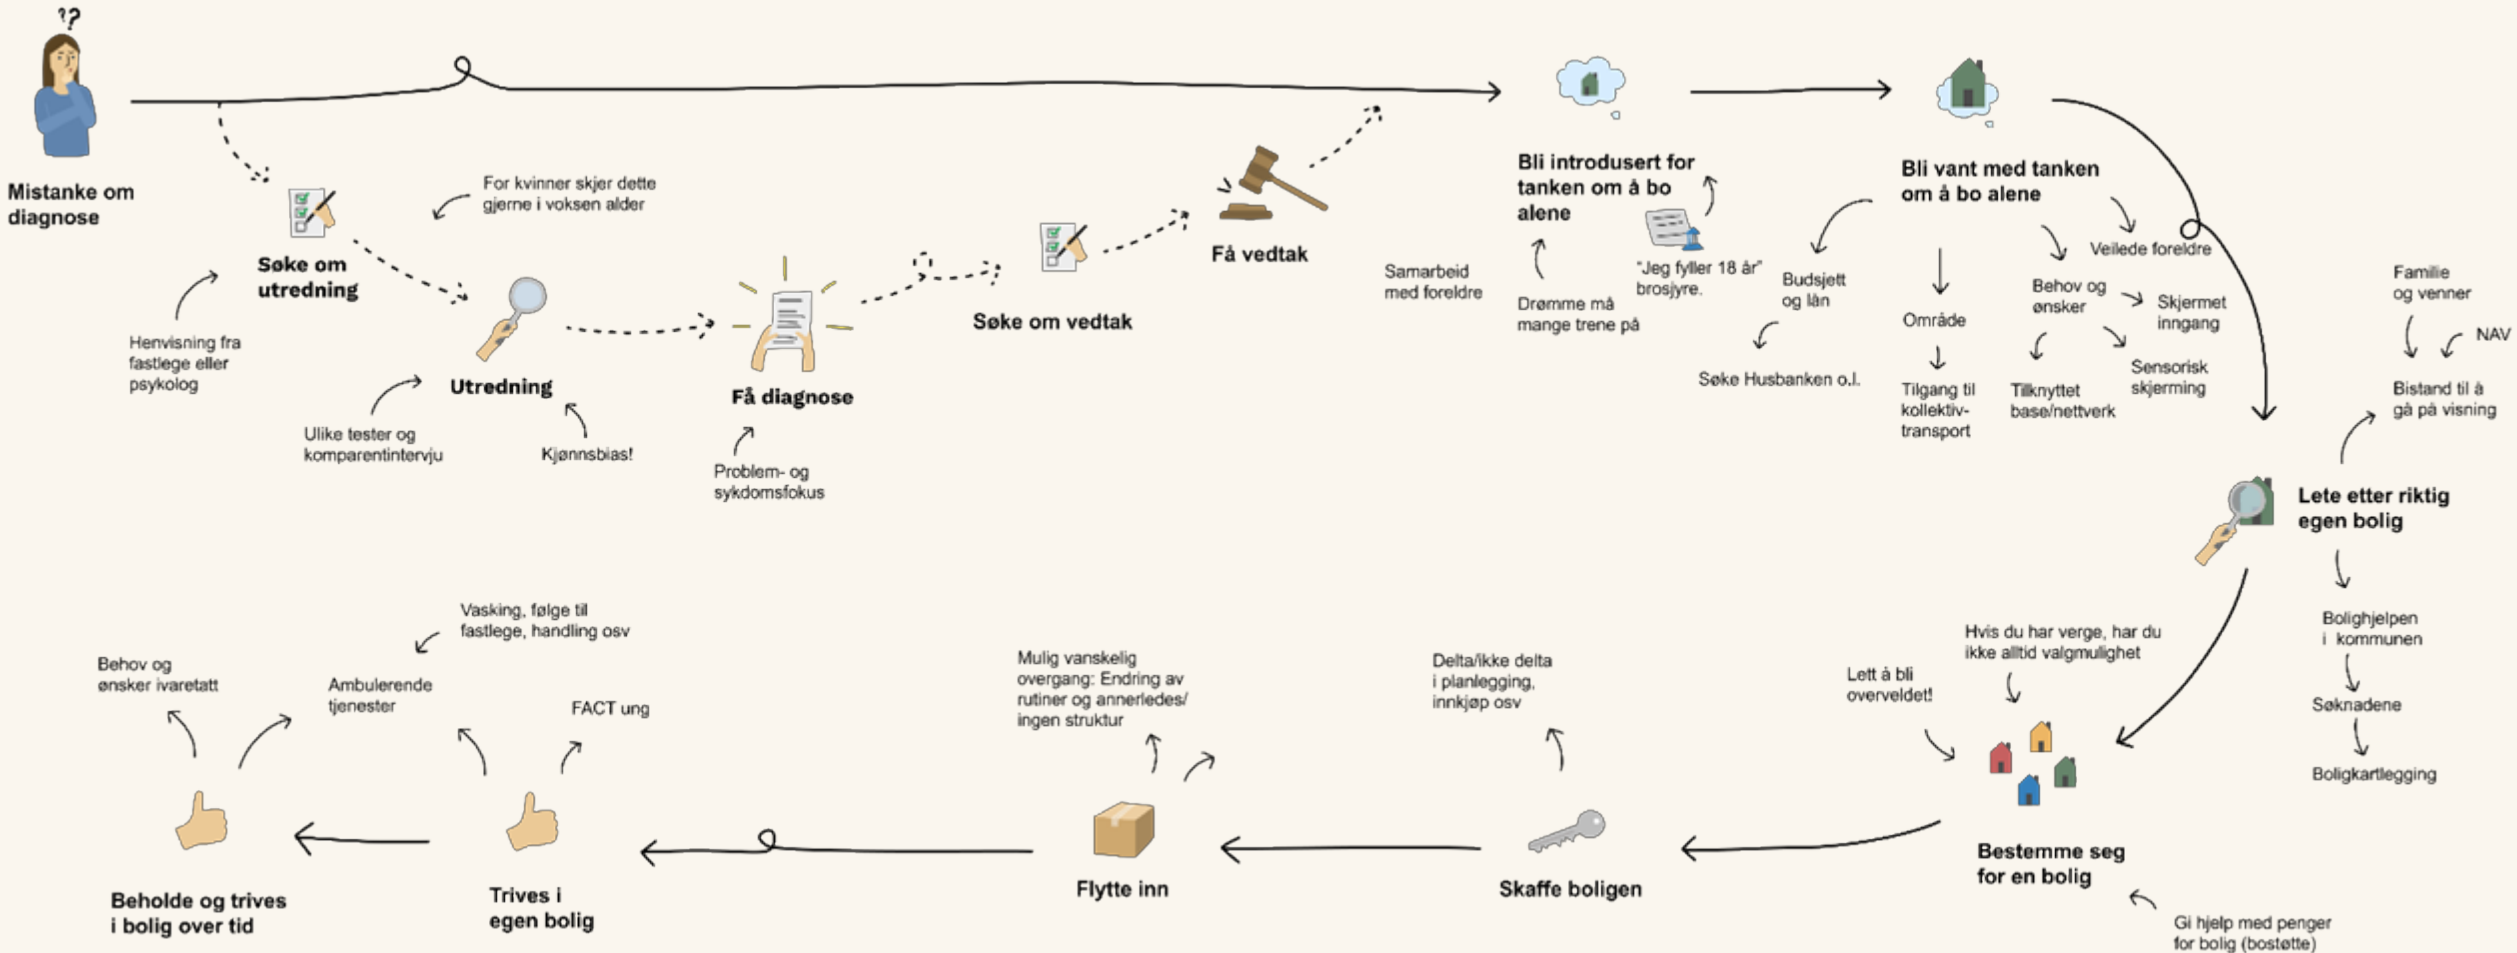 ??
Mistanke om
diagnose
Søke om
utredning
Henvisning fra
fastlege eller
psykolog
For kvinner skjer dette
gjerne i voksen alder
Utredning
Ulike tester og
komparentintervju
Kjønnsbias!
Få diagnose
Problem- og
sykdomsfokus
Søke om vedtak
Få vedtak
Bli introdusert for
tanken om å bo
alene
Samarbeid
med foreldre
Drømme må
mange trene på
"Jeg fyller 18 år"
brosjyre.
Bli vant med tanken
om å bo alene
Budsjett
og lån
Søke Husbanken o.l.
Område
Tilgang til
kollektiv-
transport
Behov og
ønsker
Tilknyttet
base/nettverk
Sensorisk
skjerming
Skjermet
inngang
Veilede foreldre
Familie
og venner
NAV
Bistand til å
gå på visning
Lete etter riktig
egen bolig
Bolighjelpen
i kommunen
Søknadene
Boligkartlegging
Hvis du har verge, har du
ikke alltid valgmulighet
Lett å bli
overveldet!
Bestemme seg
for en bolig
Gi hjelp med penger
for bolig (bostøtte)
Delta/ikke delta
i planlegging,
innkjøp osv
Skaffe boligen
Mulig vanskelig
overgang: Endring av
rutiner og annerledes/
ingen struktur
Flytte inn
FACT ung
Trives i
egen bolig
Vasking, følge til
fastlege, handling osv
Ambulerende
tjenester
Behov og
ønsker ivaretatt
Beholde og trives
i bolig over tid